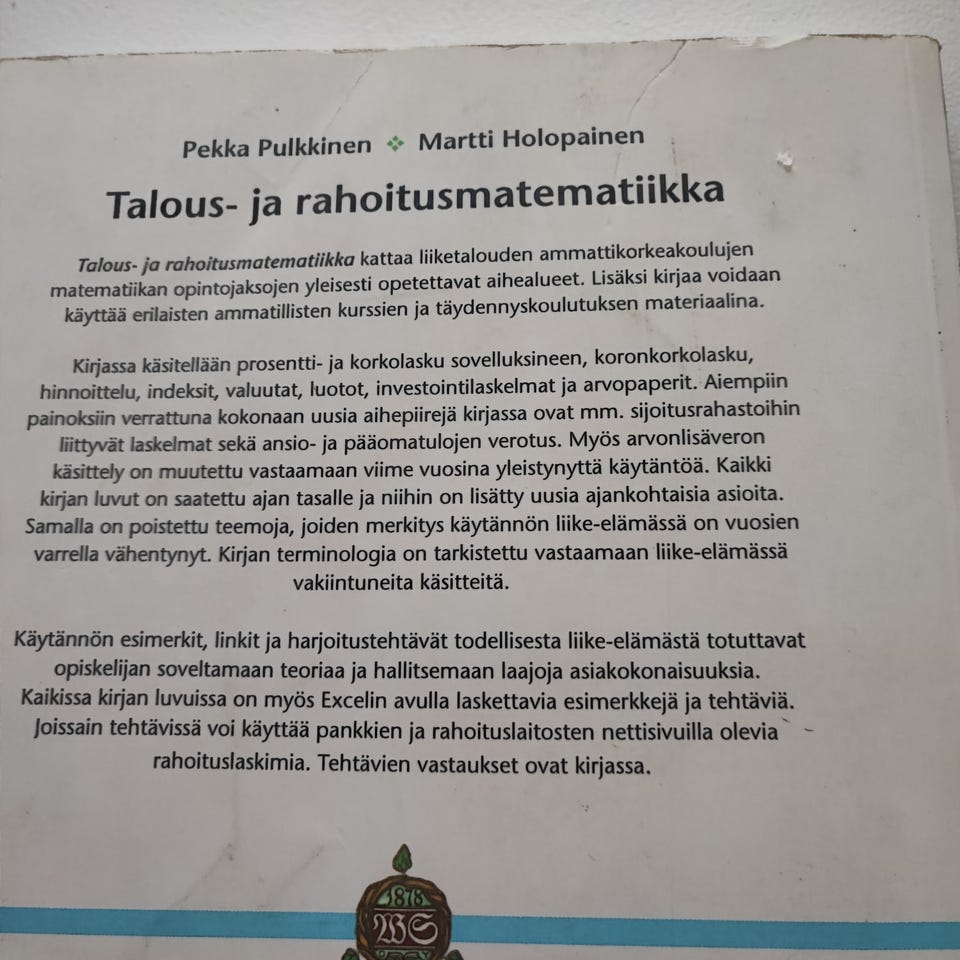 Pekka Pulkkinen ❖ Martti Holopainen
Talous- ja rahoitusmatematiikka
Talous- ja rahoitusmatematiikka kattaa liiketalouden ammattikorkeakoulujen
matematiikan opintojaksojen yleisesti opetettavat aihealueet. Lisäksi kirjaa voidaan
käyttää erilaisten ammatillisten kurssien ja täydennyskoulutuksen materiaalina.
Kirjassa käsitellään prosentti- ja korkolasku sovelluksineen, koronkorkolasku,
hinnoittelu, indeksit, valuutat, luotot, investointilaskelmat ja arvopaperit. Aiempiin
painoksiin verrattuna kokonaan uusia aihepiirejä kirjassa ovat mm. sijoitusrahastoihin
liittyvät laskelmat sekä ansio- ja pääomatulojen verotus. Myös arvonlisäveron
käsittely on muutettu vastaamaan viime vuosina yleistynyttä käytäntöä. Kaikki
kirjan luvut on saatettu ajan tasalle ja niihin on lisätty uusia ajankohtaisia asioita.
Samalla on poistettu teemoja, joiden merkitys käytännön liike-elämässä on vuosien
varrella vähentynyt. Kirjan terminologia on tarkistettu vastaamaan liike-elämässä
vakiintuneita käsitteitä.
Käytännön esimerkit, linkit ja harjoitustehtävät todellisesta liike-elämästä totuttavat
opiskelijan soveltamaan teoriaa ja hallitsemaan laajoja asiakokonaisuuksia.
Kaikissa kirjan luvuissa on myös Excelin avulla laskettavia esimerkkejä ja tehtäviä.
Joissain tehtävissä voi käyttää pankkien ja rahoituslaitosten nettisivuilla olevia
rahoituslaskimia. Tehtävien vastaukset ovat kirjassa.
1878
WS